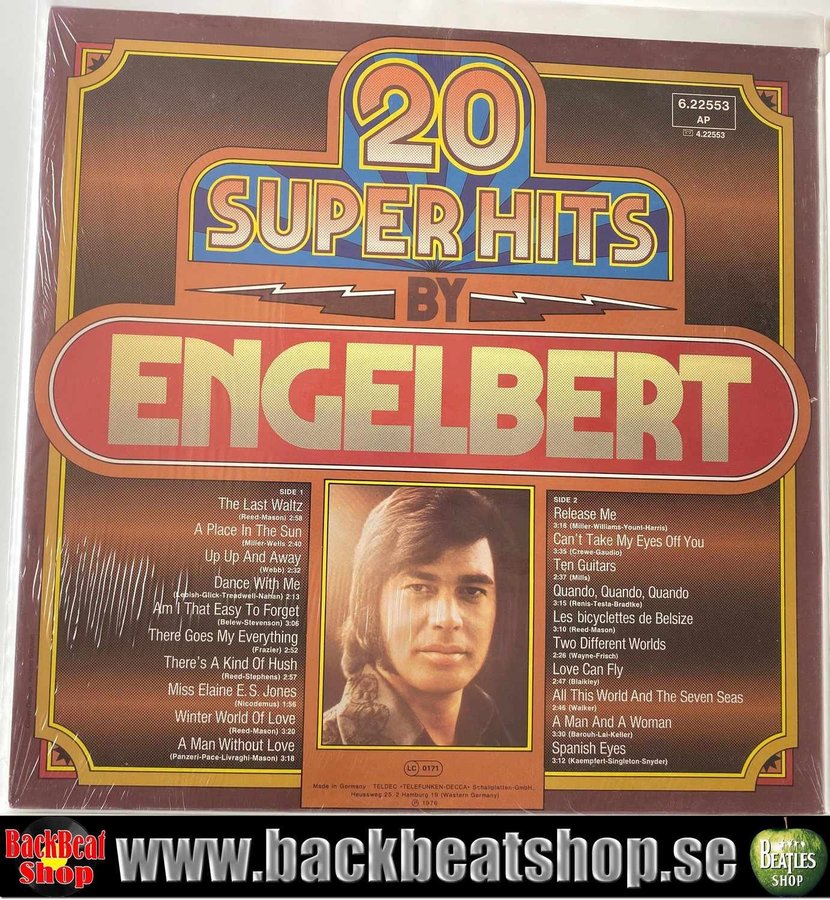 20
SUPER HITS
BY
ENGELBERT
6.22553
AP
4.22553
SIDE 1
The Last Waltz
(Reed-Mason) 2:58
A Place In The Sun
(Miller-Wells 2:40
Up Up And Away
(Webb) 2:32
Dance With Me
(Lebish-Glick-Treadwell-Nahan) 2:13
Am I That Easy To Forget
(Belew-Stevenson) 3:06
There Goes My Everything
(Frazier) 2:52
There's A Kind Of Hush
(Reed-Stephens) 2:57
Miss Elaine E.S. Jones
(Nicodemus) 1:56
Winter World Of Love
(Reed-Mason) 3:20
A Man Without Love
(Panzeri-Pace-Livraghi-Mason) 3:18
SIDE 2
Release Me
3:18 (Miller-Williams-Yount-Harris)
Can't Take My Eyes Off You
3:35 (Crewe-Gaudio)
Ten Guitars
2:37 (Mills)
Quando, Quando, Quando
3:15 (Renis-Testa-Bradtke)
Les bicyclettes de Belsize
3:10 (Reed-Mason)
Two Different Worlds
2:26 (Wayne-Frisch)
Love Can Fly
2:47 (Blaikley)
All This World And The Seven Seas
2:46 (Walker)
A Man And A Woman
3:30 (Barouh-Lai-Keller)
Spanish Eyes
3:12 (Kaempfert-Singleton-Snyder)
LC 0171
Made in Germany · TELDEC »TELEFUNKEN-DECCA« Schallplatten-GmbH,
Heussweg 25, 2 Hamburg 19 (Western Germany)
Ⓟ 1976
BackBeat
Shop
www.backbeatshop.se
BEATLES
SHOP